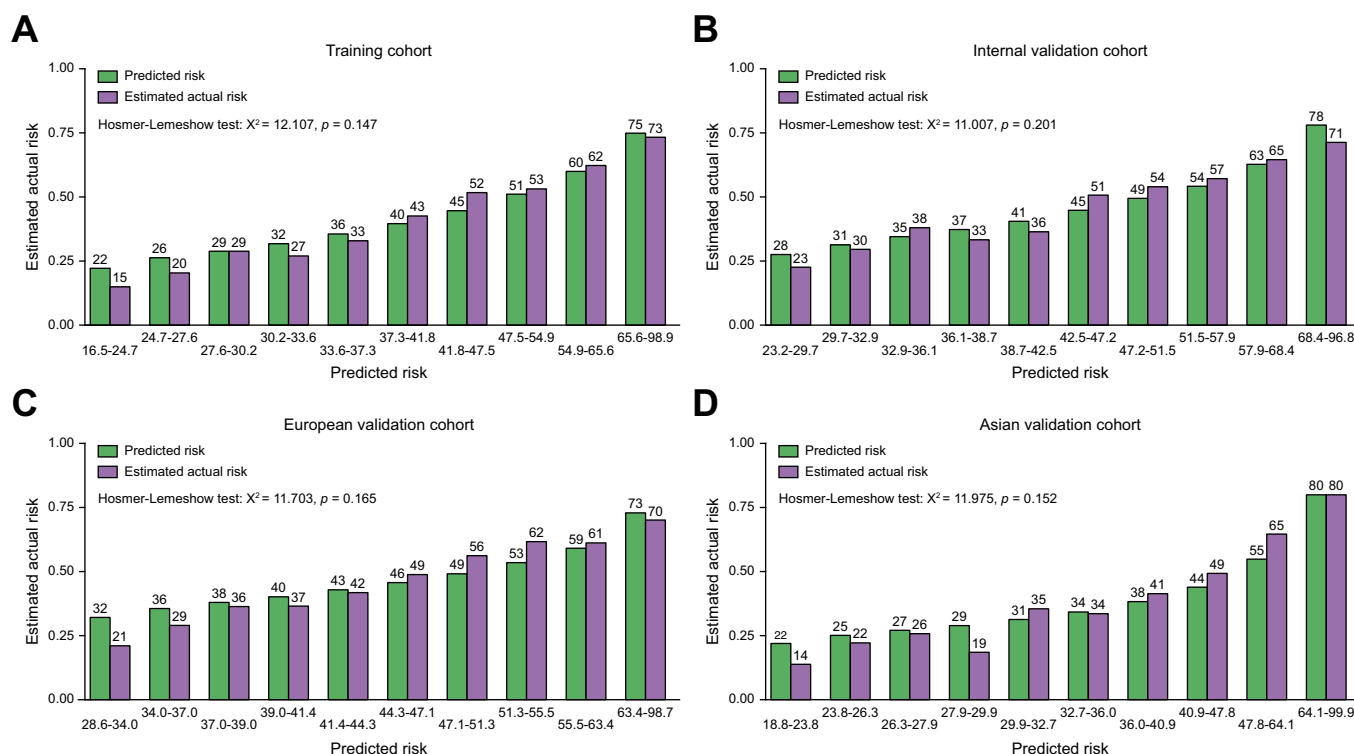 A
Training cohort
1.00
0.75
0.50
0.25
0.00
Estimated actual risk
Predicted risk
Estimated actual risk
Hosmer-Lemeshow test: X² = 12.107, p = 0.147
22 15 26 20 29 29 32 27 36 33 40 43 45 52 51 53 60 62 75 73
16.5-24.7 24.7-27.6 27.6-30.2 30.2-33.6 33.6-37.3 37.3-41.8 41.8-47.5 47.5-54.9 54.9-65.6 65.6-98.9
Predicted risk
B
Internal validation cohort
1.00
0.75
0.50
0.25
0.00
Estimated actual risk
Predicted risk
Estimated actual risk
Hosmer-Lemeshow test: X² = 11.007, p = 0.201
28 23 31 30 35 38 37 33 41 36 45 51 49 54 54 57 63 65 78 71
23.2-29.7 29.7-32.9 32.9-36.1 36.1-38.7 38.7-42.5 42.5-47.2 47.2-51.5 51.5-57.9 57.9-68.4 68.4-96.8
Predicted risk
C
European validation cohort
1.00
0.75
0.50
0.25
0.00
Estimated actual risk
Predicted risk
Estimated actual risk
Hosmer-Lemeshow test: X² = 11.703, p = 0.165
32 21 36 29 38 36 40 37 43 42 46 49 49 56 53 62 59 61 73 70
28.6-34.0 34.0-37.0 37.0-39.0 39.0-41.4 41.4-44.3 44.3-47.1 47.1-51.3 51.3-55.5 55.5-63.4 63.4-98.7
Predicted risk
D
Asian validation cohort
1.00
0.75
0.50
0.25
0.00
Estimated actual risk
Predicted risk
Estimated actual risk
Hosmer-Lemeshow test: X² = 11.975, p = 0.152
22 14 25 22 27 26 29 19 31 35 34 34 38 41 44 49 55 65 80 80
18.8-23.8 23.8-26.3 26.3-27.9 27.9-29.9 29.9-32.7 32.7-36.0 36.0-40.9 40.9-47.8 47.8-64.1 64.1-99.9
Predicted risk